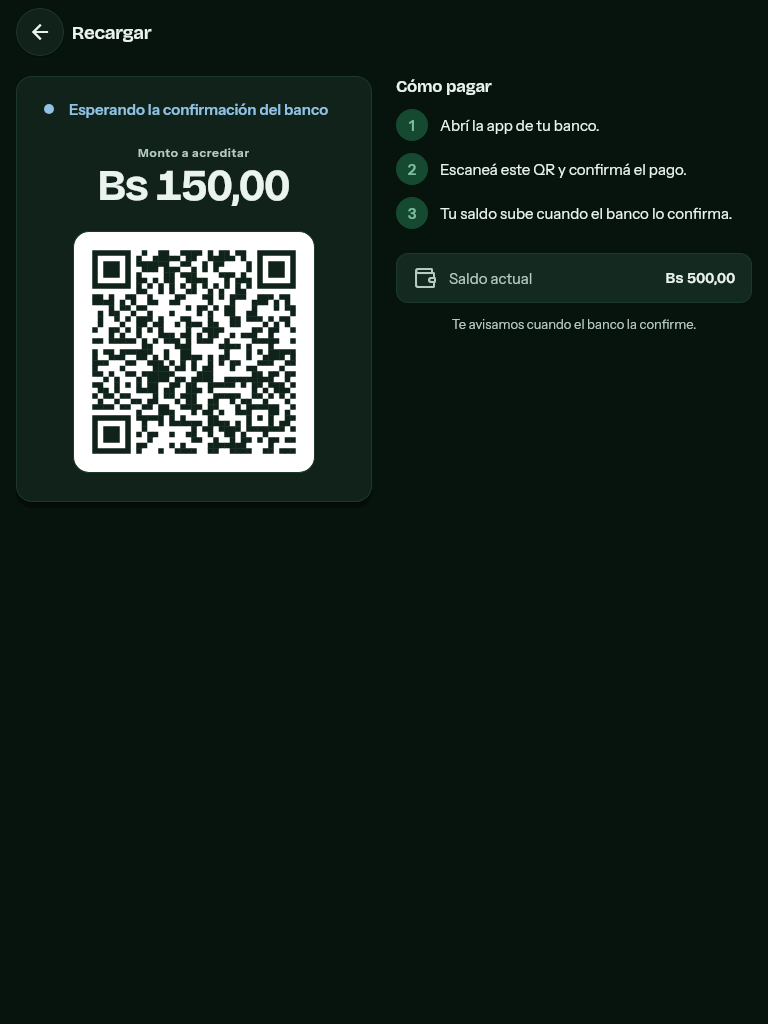 Recargar
Esperando la confirmación del banco
Monto a acreditar
Bs 150,00
Cómo pagar
1 Abrí la app de tu banco.
2 Escaneá este QR y confirmá el pago.
3 Tu saldo sube cuando el banco lo confirma.
Saldo actual Bs 500,00
Te avisamos cuando el banco la confirme.